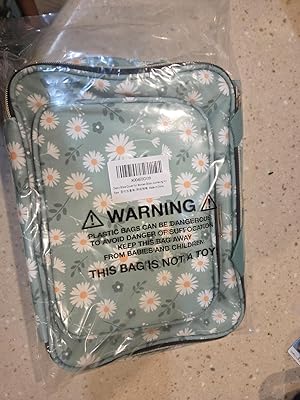 ⚠ WARNING ⚠
PLASTIC BAGS CAN BE DANGEROUS
TO AVOID DANGER OF SUFFOCATION
KEEP THIS BAG AWAY
FROM BABIES AND CHILDREN
THIS BAG IS NOT A TOY